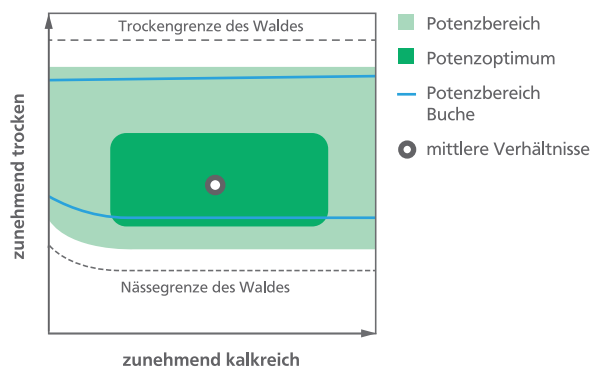 Trockengrenze des Waldes
Nässegrenze des Waldes
zunehmend trocken
zunehmend kalkreich
Potenzbereich
Potenzoptimum
Potenzbereich
Buche
mittlere Verhältnisse